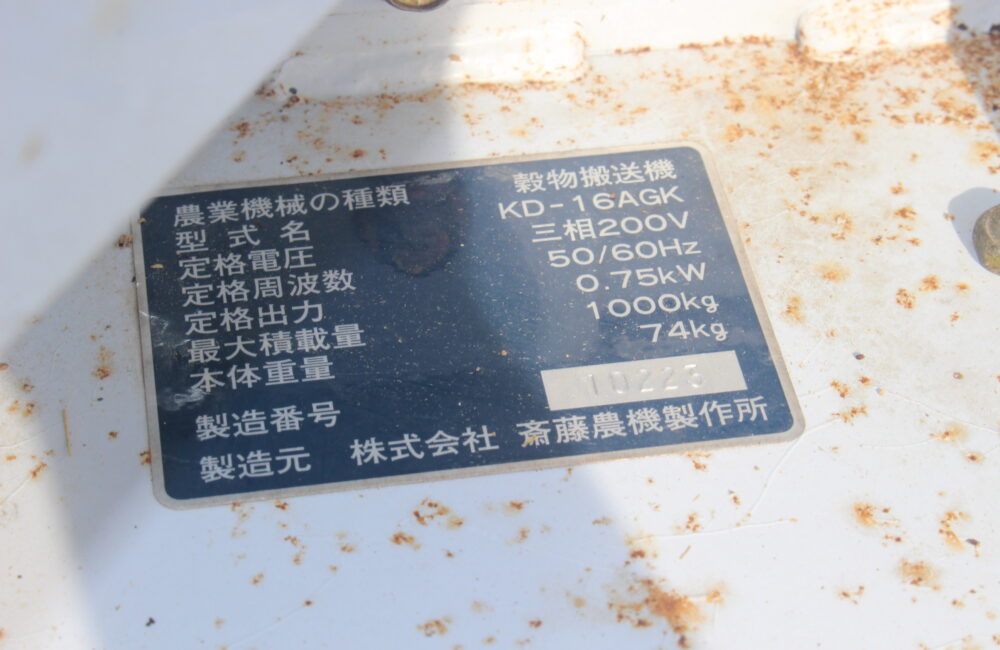 農業機械の種類 穀物搬送機
型式名 KD-16AGK
定格電圧 三相200V
定格周波数 50/60Hz
定格出力 0.75kW
最大積載量 1000kg
本体重量 74kg
製造番号 10223
製造元 株式会社 斎藤農機製作所